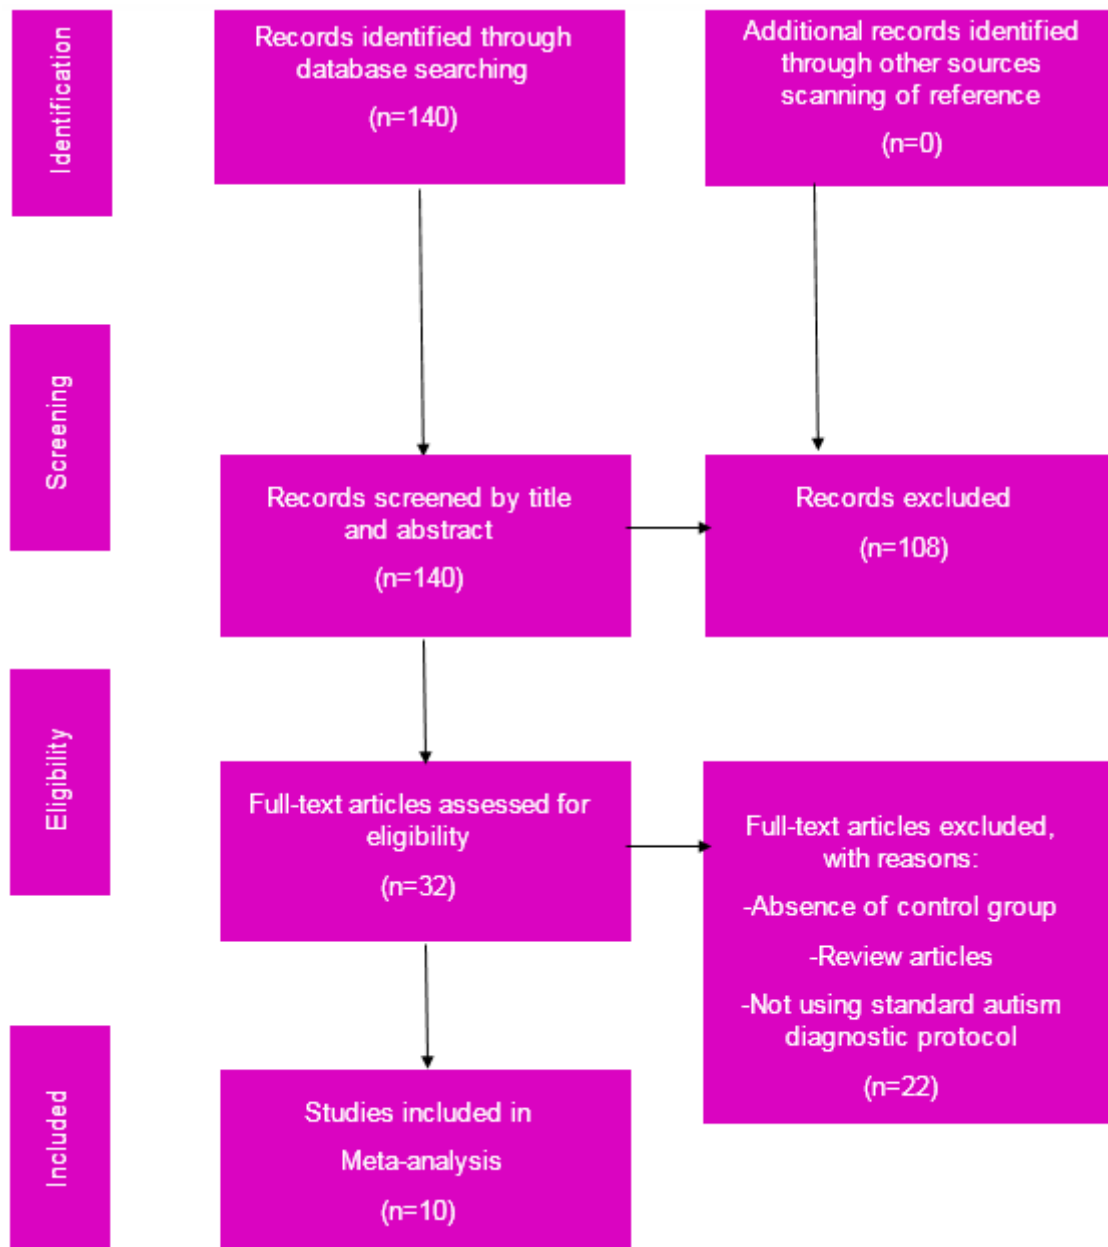 Identification
Records identified through
database searching
(n=140)
Additional records identified
through other sources
scanning of reference
(n=0)
Screening
Records screened by title
and abstract
(n=140)
Records excluded
(n=108)
Eligibility
Full-text articles assessed for
eligibility
(n=32)
Full-text articles excluded,
with reasons:
-Absence of control group
-Review articles
-Not using standard autism
diagnostic protocol
(n=22)
Included
Studies included in
Meta-analysis
(n=10)